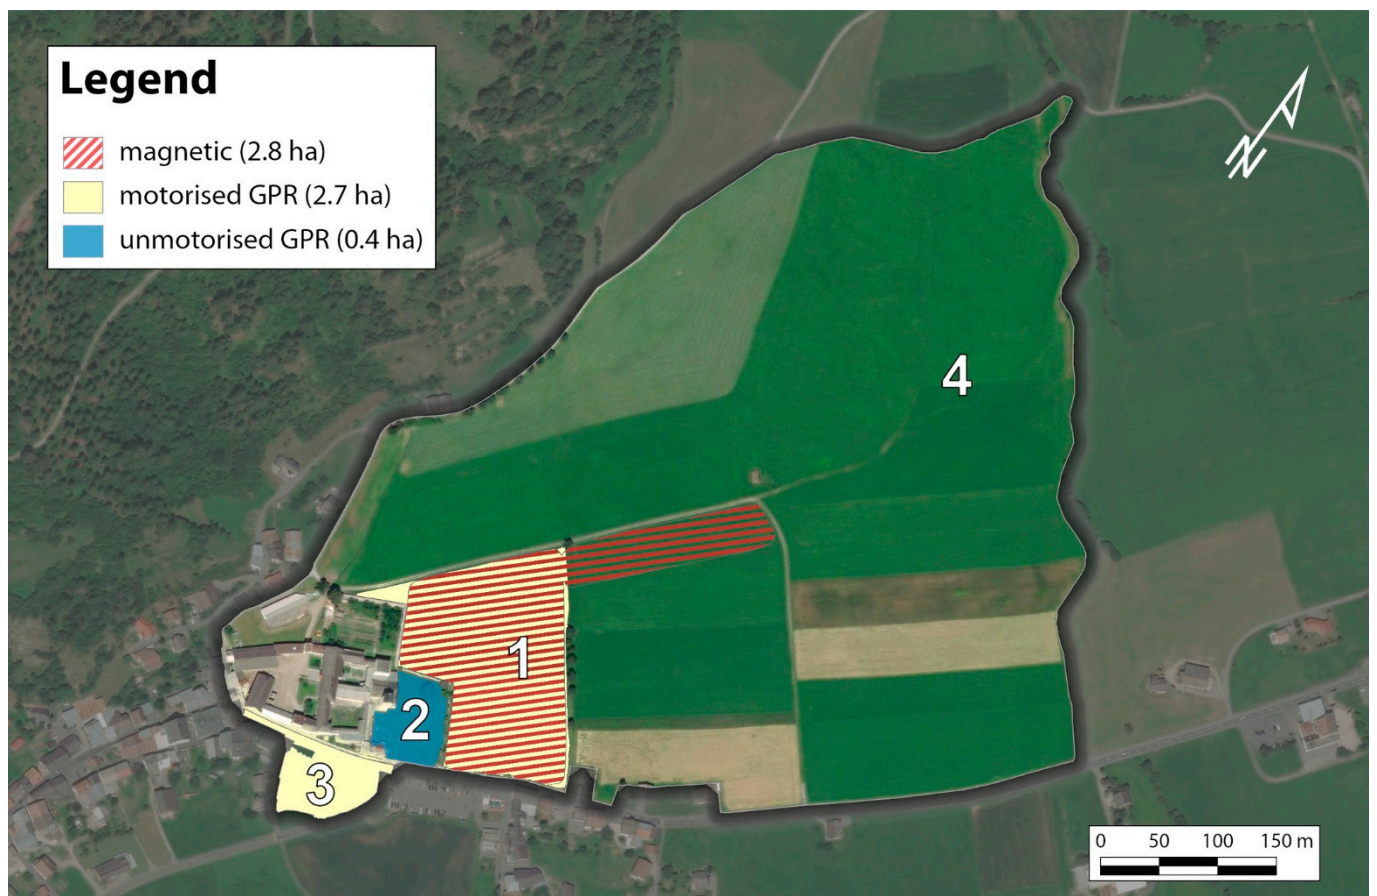 Legend
magnetic (2.8 ha)
motorised GPR (2.7 ha)
unmotorised GPR (0.4 ha)
N
4
1
2
3
0 50 100 150 m